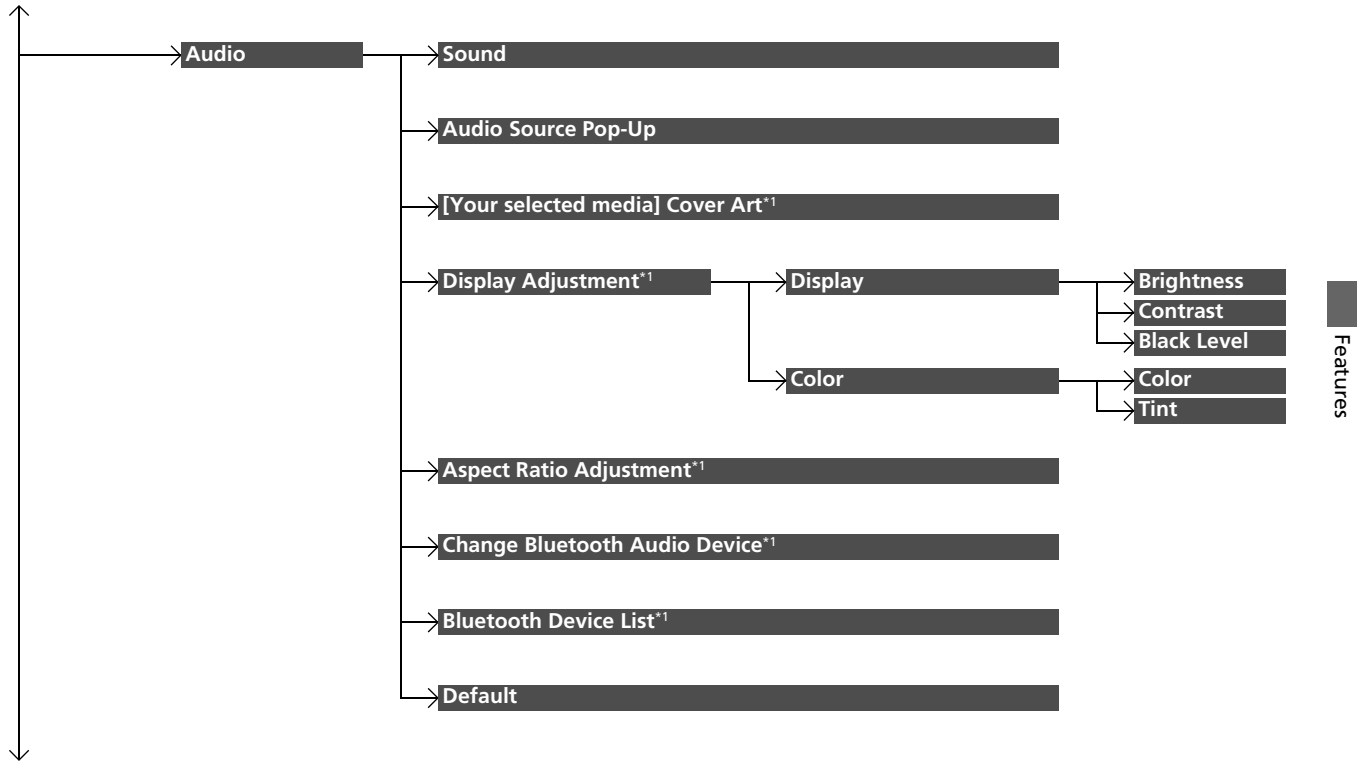 Audio
Sound
Audio Source Pop-Up
[Your selected media] Cover Art*1
Display Adjustment*1
Display
Brightness
Contrast
Black Level
Color
Color
Tint
Aspect Ratio Adjustment*1
Change Bluetooth Audio Device*1
Bluetooth Device List*1
Default
Features